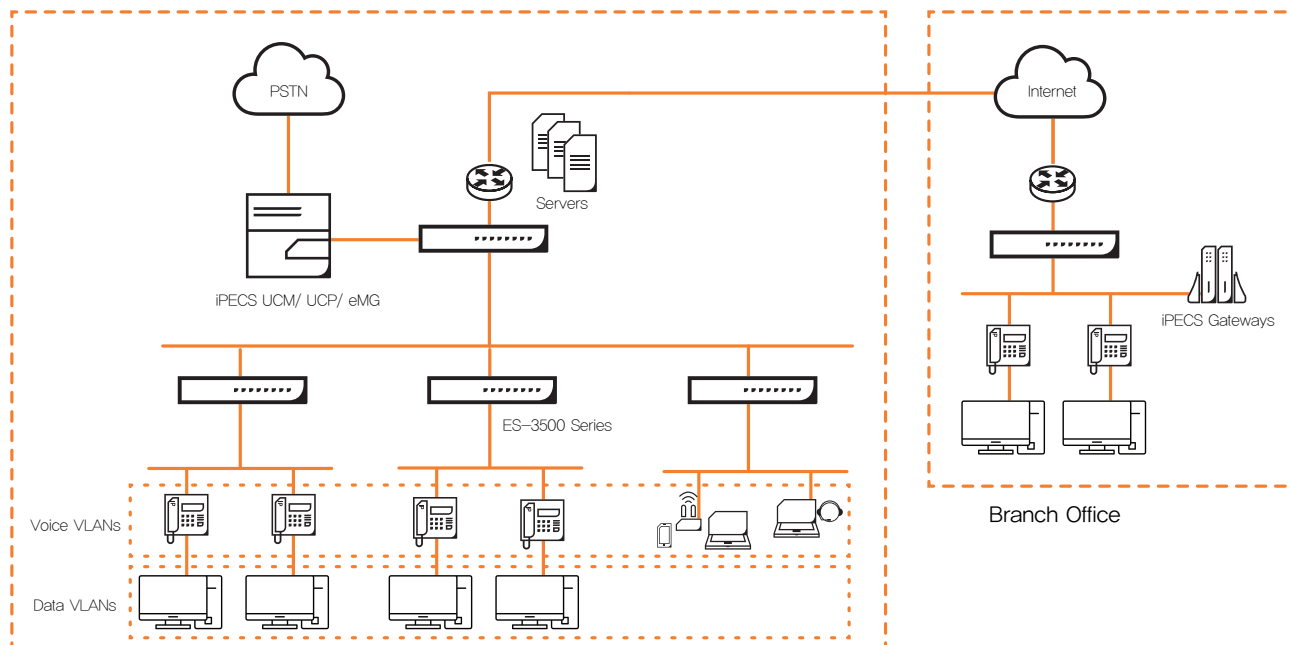 PSTN
Internet
Servers
iPECS UCM/ UCP/ eMG
iPECS Gateways
ES-3500 Series
Branch Office
Voice VLANs
Data VLANs